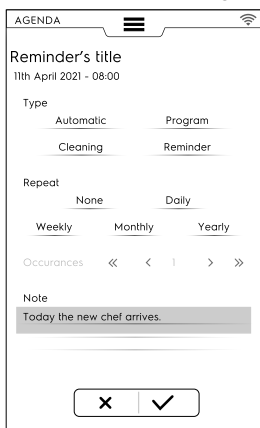 AGENDA
Reminder's title
11th April 2021 - 08:00
Type
Automatic Program
Cleaning Reminder
Repeat
None Daily
Weekly Monthly Yearly
Occurances « < 1 > »
Note
Today the new chef arrives.